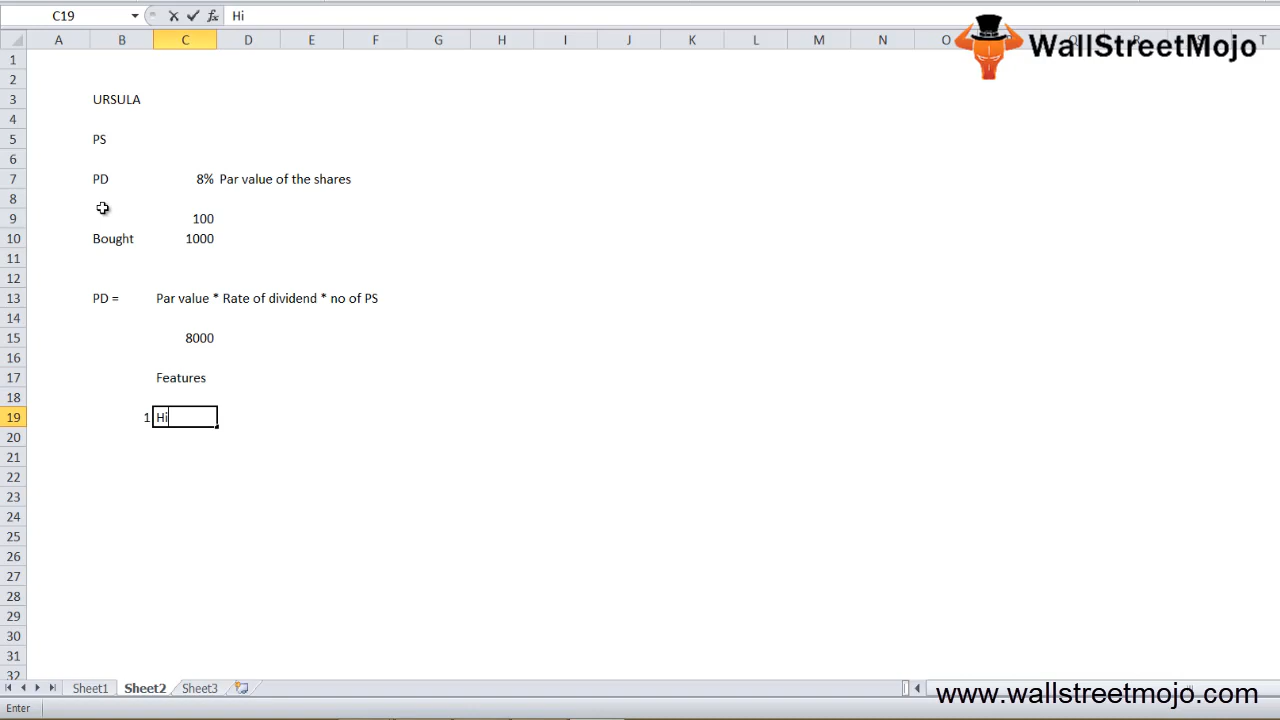 C19 fx Hi
A B C D E F G H I J K L M N O
WallStreetMojo
1
2
3 URSULA
4
5 PS
6
7 PD 8% Par value of the shares
8
9 100
10 Bought 1000
11
12
13 PD = Par value * Rate of dividend * no of PS
14
15 8000
16
17 Features
18
19 1 Hi
20
21
22
23
24
25
26
27
28
29
30
31
32
Sheet1 Sheet2 Sheet3
www.wallstreetmojo.com
Enter